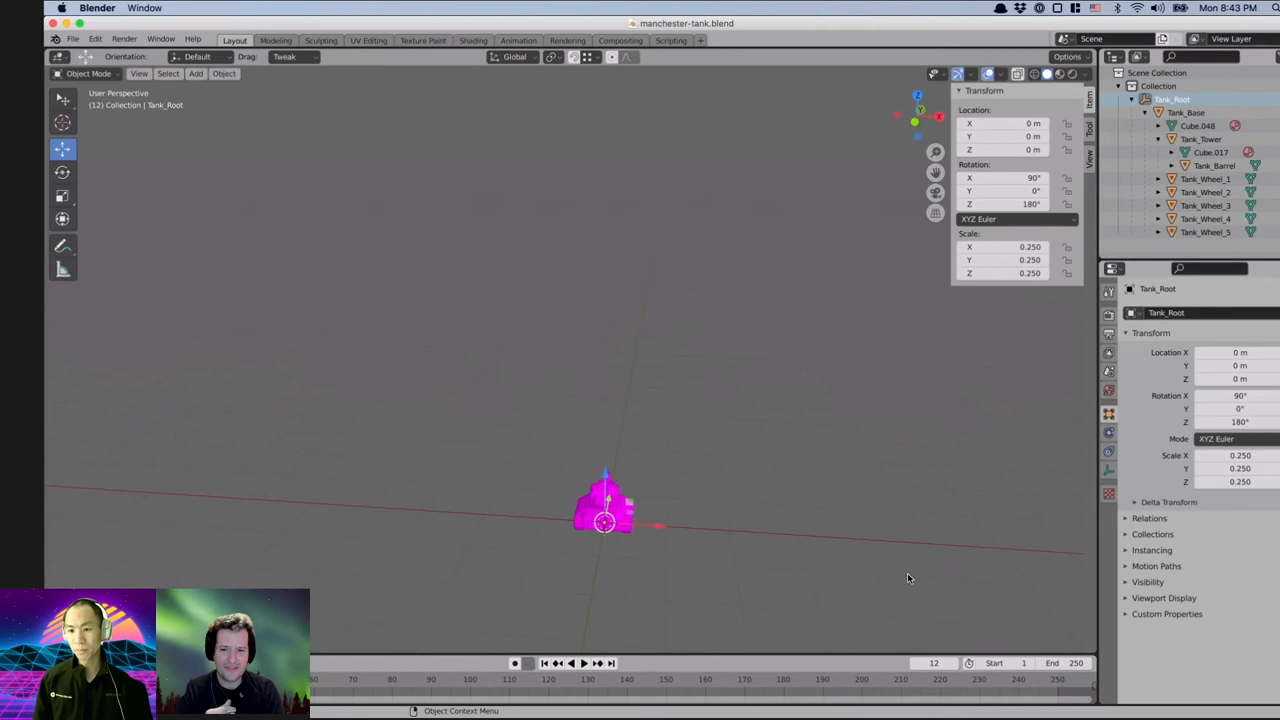 Blender Window Mon 8:43 PM
manchester-tank.blend
File Edit Render Window Help Layout Modeling Sculpting UV Editing Texture Paint Shading Animation Rendering Compositing Scripting + Scene View Layer
Orientation: Default Drag: Tweak Global Options
Object Mode View Select Add Object
User Perspective
(12) Collection | Tank_Root
Z
Y
X
Transform
Location:
X 0 m
Y 0 m
Z 0 m
Rotation:
X 90°
Y 0°
Z 180°
XYZ Euler
Scale:
X 0.250
Y 0.250
Z 0.250
Item
Tool
View
Scene Collection
Collection
Tank_Root
Tank_Base
Cube.048
Tank_Tower
Cube.017
Tank_Barrel
Tank_Wheel_1
Tank_Wheel_2
Tank_Wheel_3
Tank_Wheel_4
Tank_Wheel_5
Tank_Root
Tank_Root
Transform
Location X 0 m
Y 0 m
Z 0 m
Rotation X 90°
Y 0°
Z 180°
Mode XYZ Euler
Scale X 0.250
Y 0.250
Z 0.250
Delta Transform
Relations
Collections
Instancing
Motion Paths
Visibility
Viewport Display
Custom Properties
12 Start 1 End 250
60 70 80 90 100 110 120 130 140 150 160 170 180 190 200 210 220 230 240 250
Object Context Menu